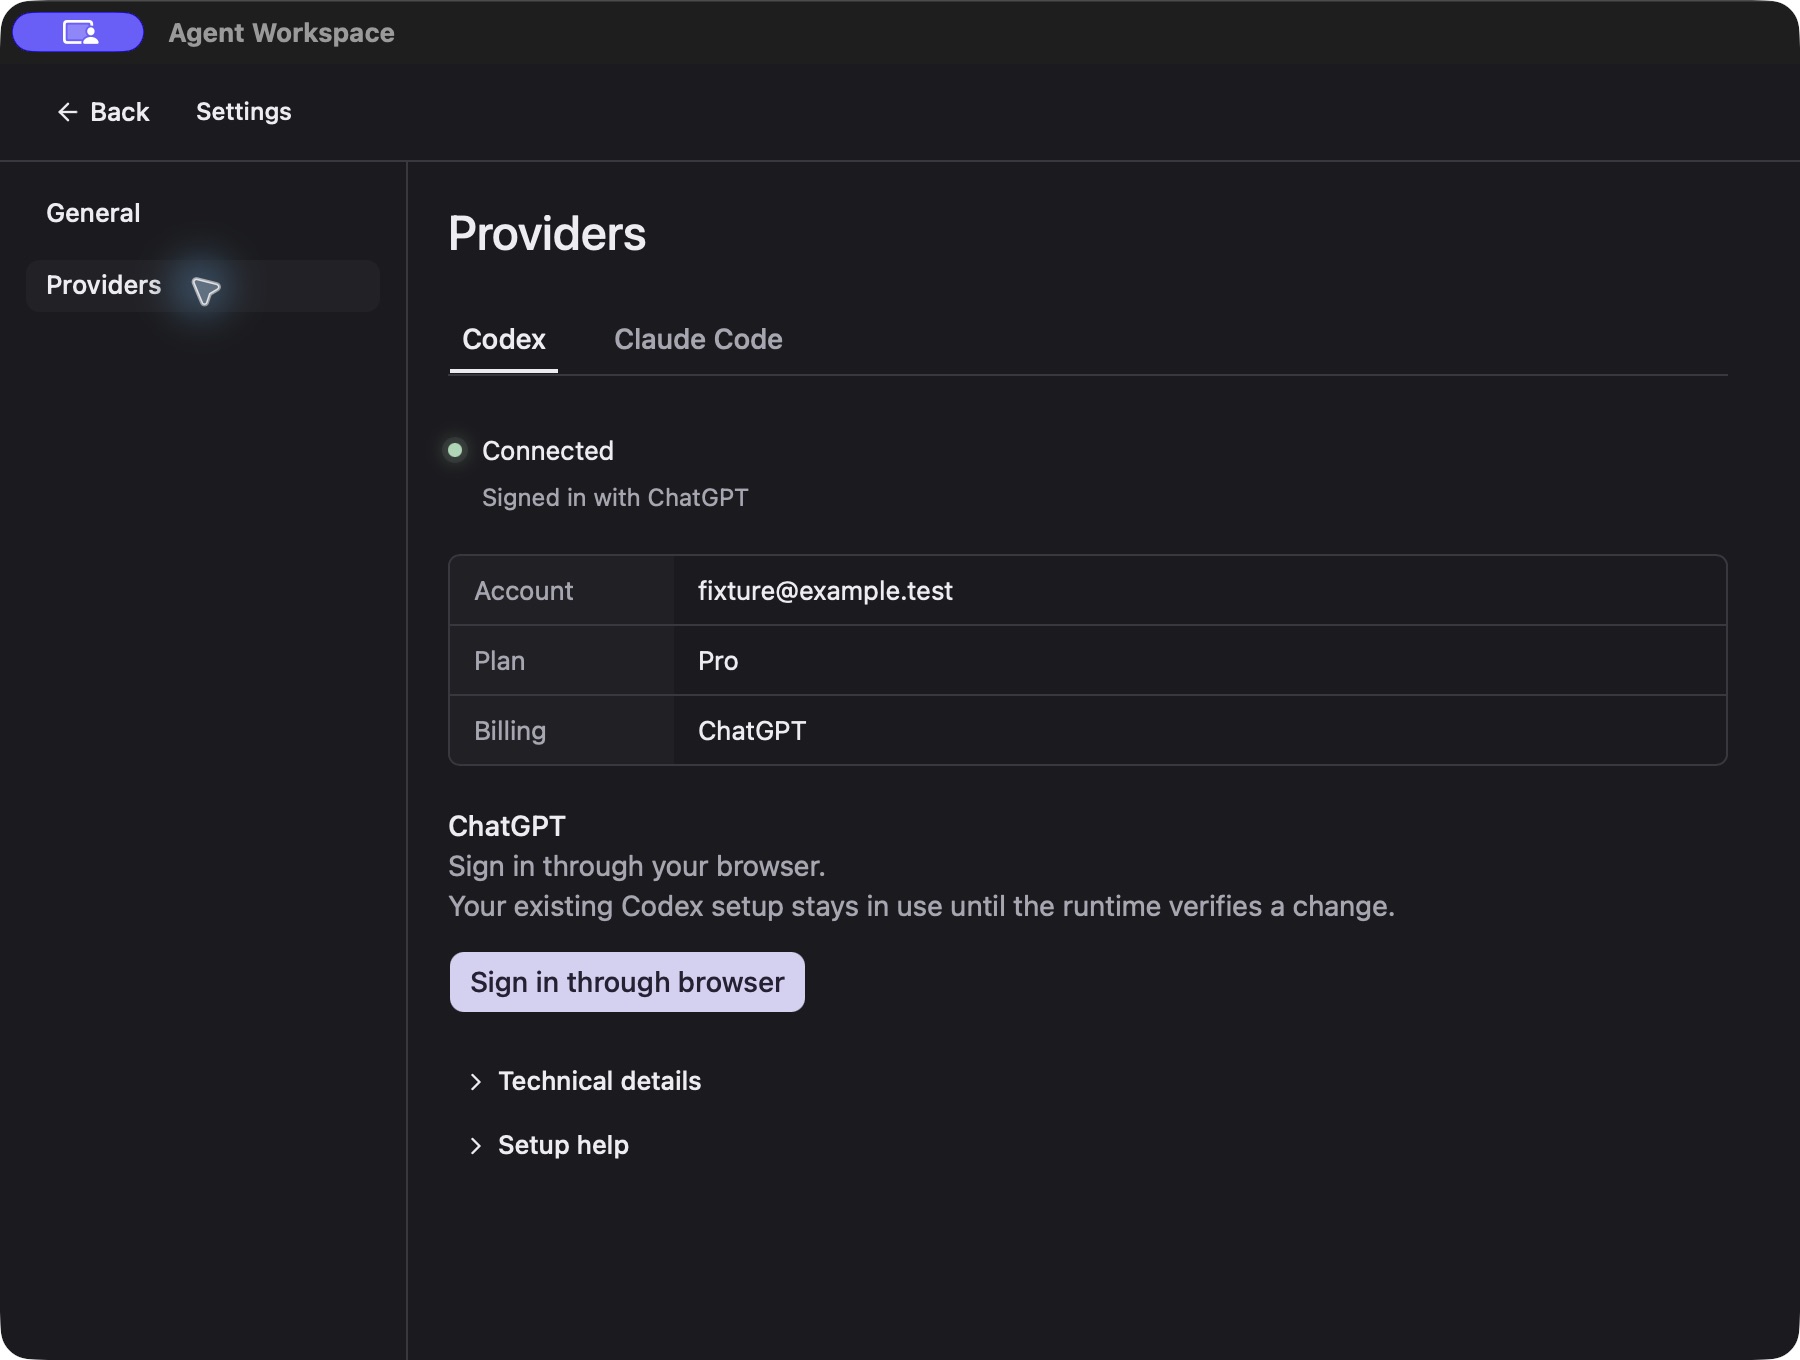 Agent Workspace
Back
Settings
General
Providers
Providers
Codex
Claude Code
Connected
Signed in with ChatGPT
Account
fixture@example.test
Plan
Pro
Billing
ChatGPT
ChatGPT
Sign in through your browser.
Your existing Codex setup stays in use until the runtime verifies a change.
Sign in through browser
Technical details
Setup help